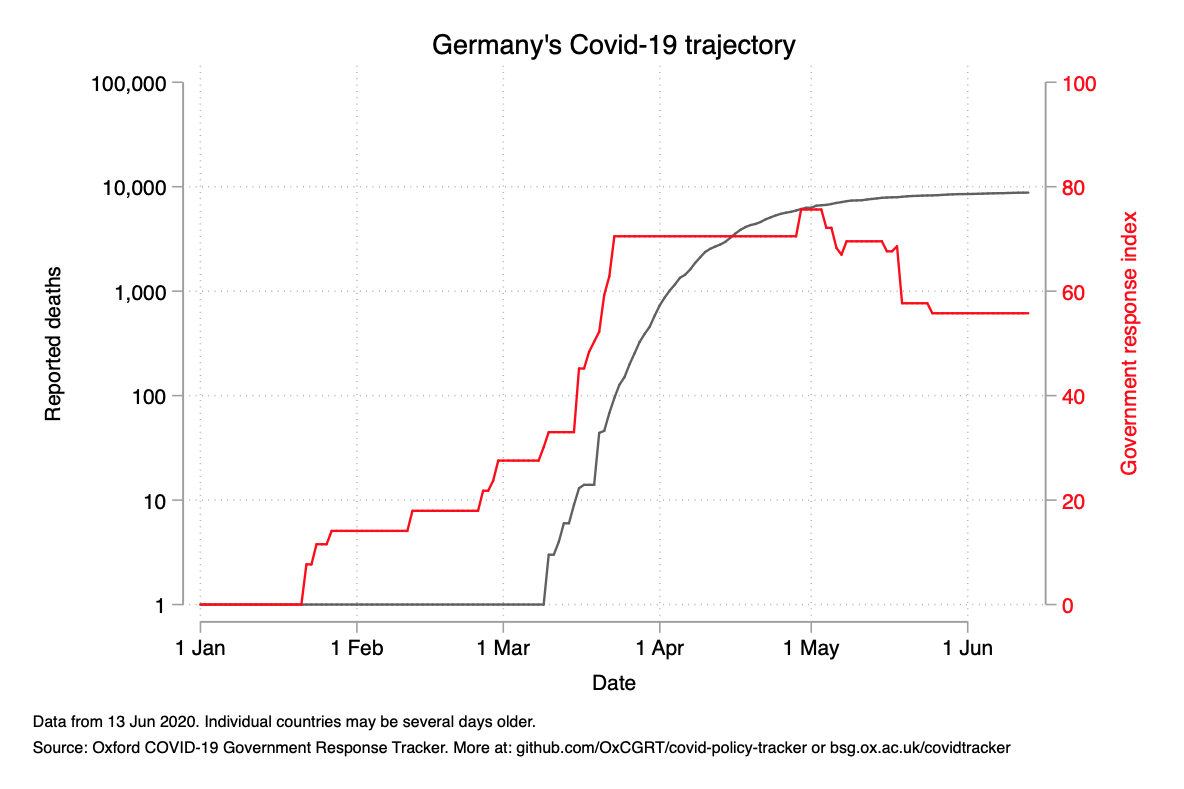 Germany's Covid-19 trajectory
100,000
10,000
1,000
100
10
1
Reported deaths
100
80
60
40
20
0
Government response index
1 Jan
1 Feb
1 Mar
1 Apr
1 May
1 Jun
Date
Data from 13 Jun 2020. Individual countries may be several days older.
Source: Oxford COVID-19 Government Response Tracker. More at: github.com/OxCGRT/covid-policy-tracker or bsg.ox.ac.uk/covidtracker